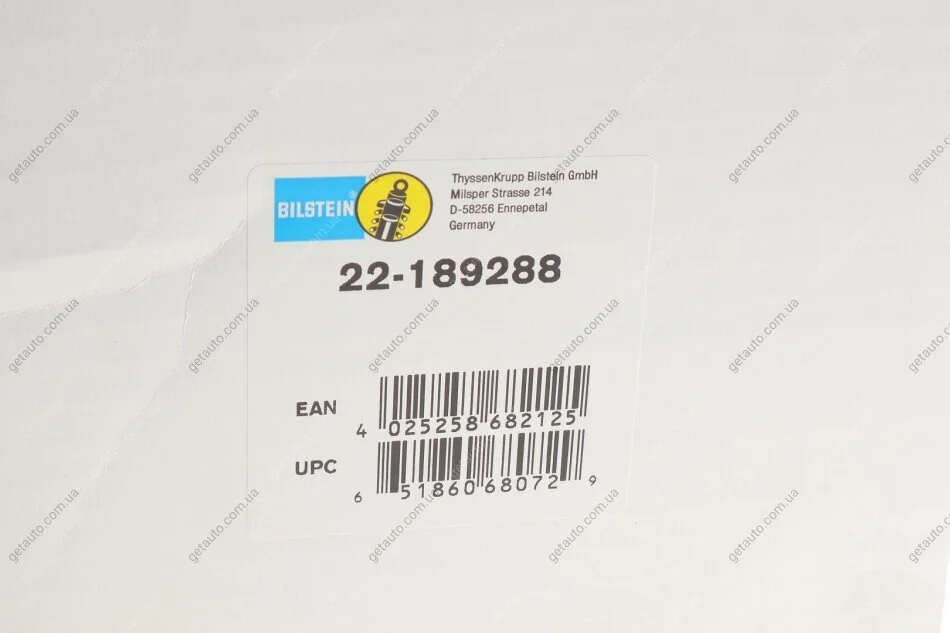 BILSTEIN®
ThyssenKrupp Bilstein GmbH
Milsper Strasse 214
D-58256 Ennepetal
Germany
22-189288
EAN
4 025258 682125
UPC
6 51860 68072 9
getauto.com.ua